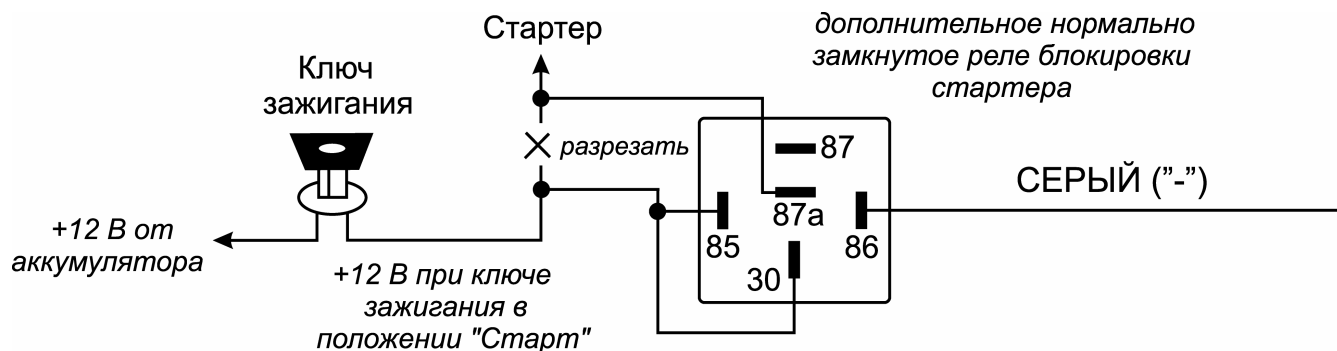 Стартер
дополнительное нормально
замкнутое реле блокировки
стартера
Ключ
зажигания
разрезать
87
СЕРЫЙ ("-")
87а
85
86
30
+12 В от
аккумулятора
+12 В при ключе
зажигания в
положении "Старт"